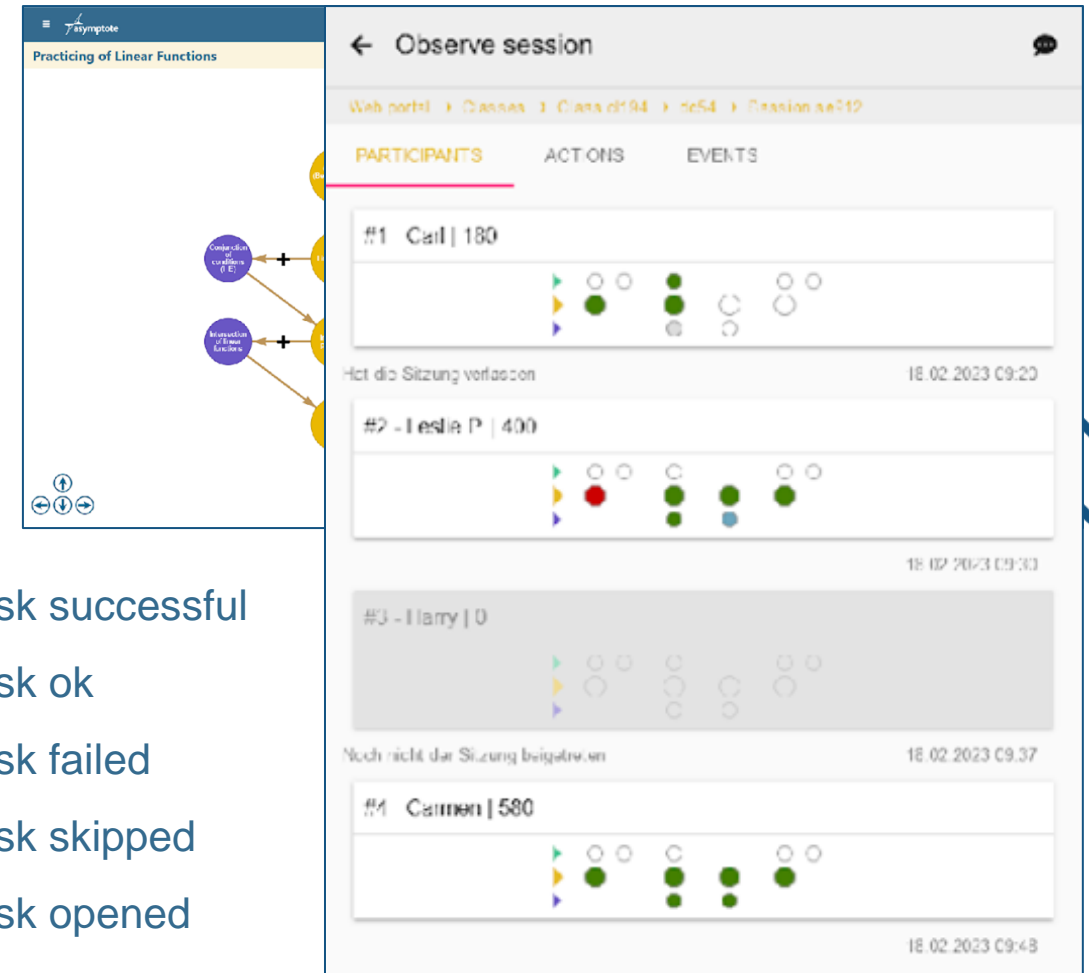 asymptote
Practicing of Linear Functions
Conjunction
of
conditions
Intersection
of linear
functions
sk successful
sk ok
sk failed
sk skipped
sk opened
Observe session
Web portal Classes Class Session
PARTICIPANTS ACTIONS EVENTS
#1 Carl | 180
Hat die Sitzung verlassen 18.02.2023 09:20
#2 - Leslie P | 400
18.02.2023 09:30
#3 - Harry | 0
Noch nicht der Sitzung beigetreten 18.02.2023 09:37
#4 Carmen | 580
18.02.2023 09:48